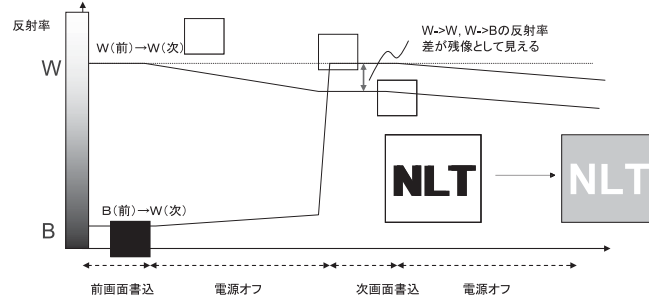 反射率
W->W, W->Bの反射率
差が残像として見える
W(前)→W(次)
W
NLT
NLT
B(前)→W(次)
B
前画面書込
電源オフ
次画面書込
電源オフ